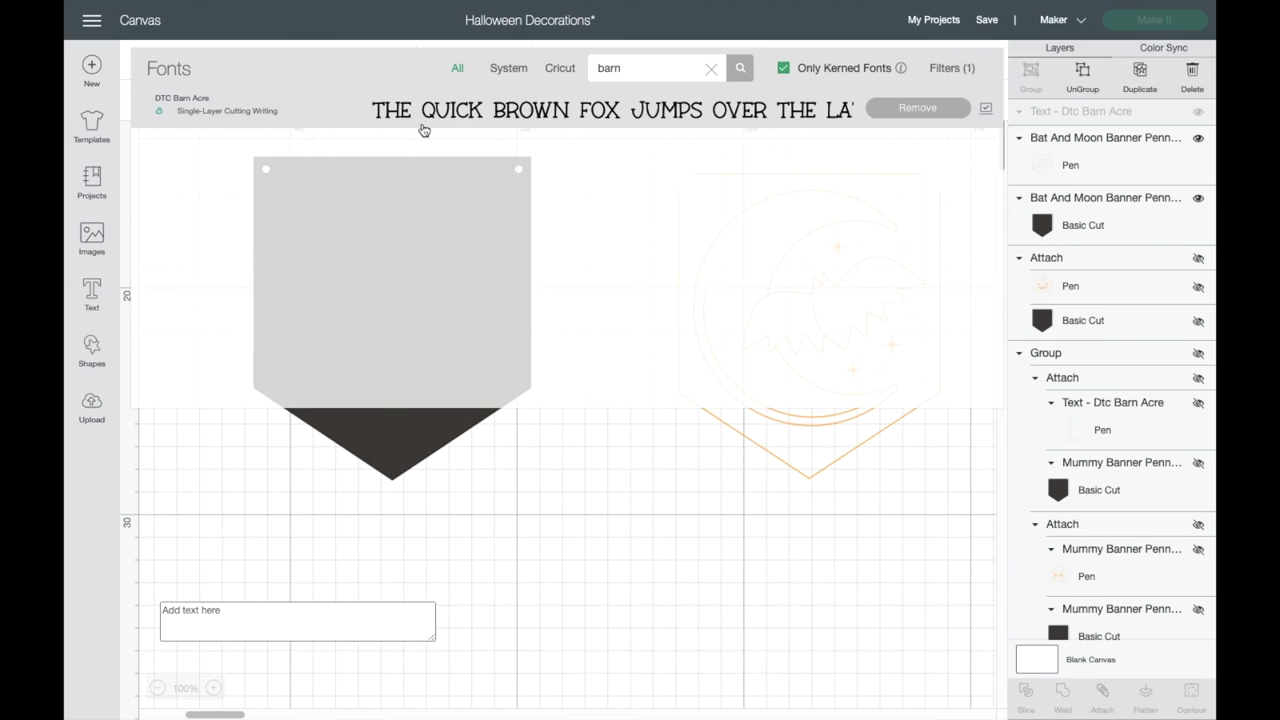 Canvas
Halloween Decorations*
My Projects
Save
|
Maker
Make It
New
Templates
Projects
Images
Text
Shapes
Upload
Fonts
All
System
Cricut
barn
Only Kerned Fonts
Filters (1)
DTC Barn Acre
Single-Layer Cutting Writing
THE QUICK BROWN FOX JUMPS OVER THE LA
Remove
20
30
Add text here
100%
Layers
Color Sync
Group
UnGroup
Duplicate
Delete
Text - Dtc Barn Acre
Bat And Moon Banner Penn...
Pen
Bat And Moon Banner Penn...
Basic Cut
Attach
Pen
Basic Cut
Group
Attach
Text - Dtc Barn Acre
Pen
Mummy Banner Penn...
Basic Cut
Attach
Mummy Banner Penn...
Pen
Mummy Banner Penn...
Basic Cut
Blank Canvas
Slice
Weld
Attach
Flatten
Contour